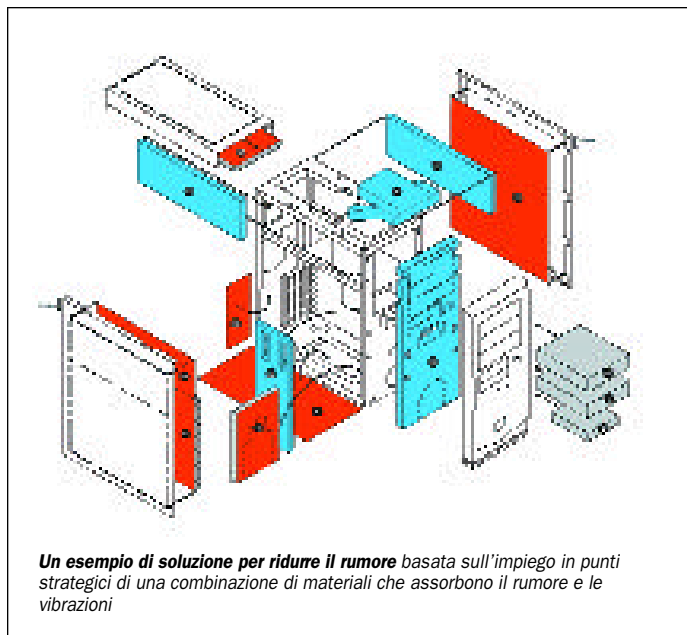 Un esempio di soluzione per ridurre il rumore basata sull'impiego in punti
strategici di una combinazione di materiali che assorbono il rumore e le
vibrazioni